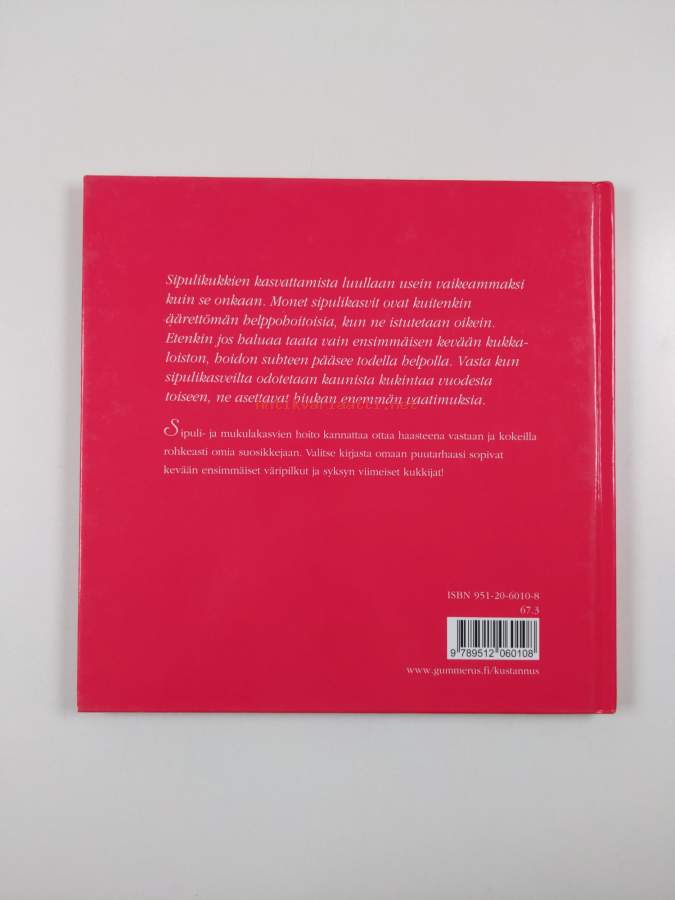 Sipulikukkien kasvattamista luullaan usein vaikeammaksi
kuin se onkaan. Monet sipulikasvit ovat kuitenkin
äärettömän helppohoitoisia, kun ne istutetaan oikein.
Etenkin jos haluaa taata vain ensimmäisen kevään kukka-
loiston, hoidon suhteen pääsee todella helpolla. Vasta kun
sipulikasveilta odotetaan kaunista kukintaa vuodesta
toiseen, ne asettavat hiukan enemmän vaatimuksia.
antikvariaatti.net
Sipuli- ja mukulakasvien hoito kannattaa ottaa haasteena vastaan ja kokeilla
rohkeasti omia suosikkejaan. Valitse kirjasta omaan puutarhaasi sopivat
kevään ensimmäiset väripilkut ja syksyn viimeiset kukkijat!
ISBN 951-20-6010-8
67.3
9 789512 060108
www.gummerus.fi/kustannus